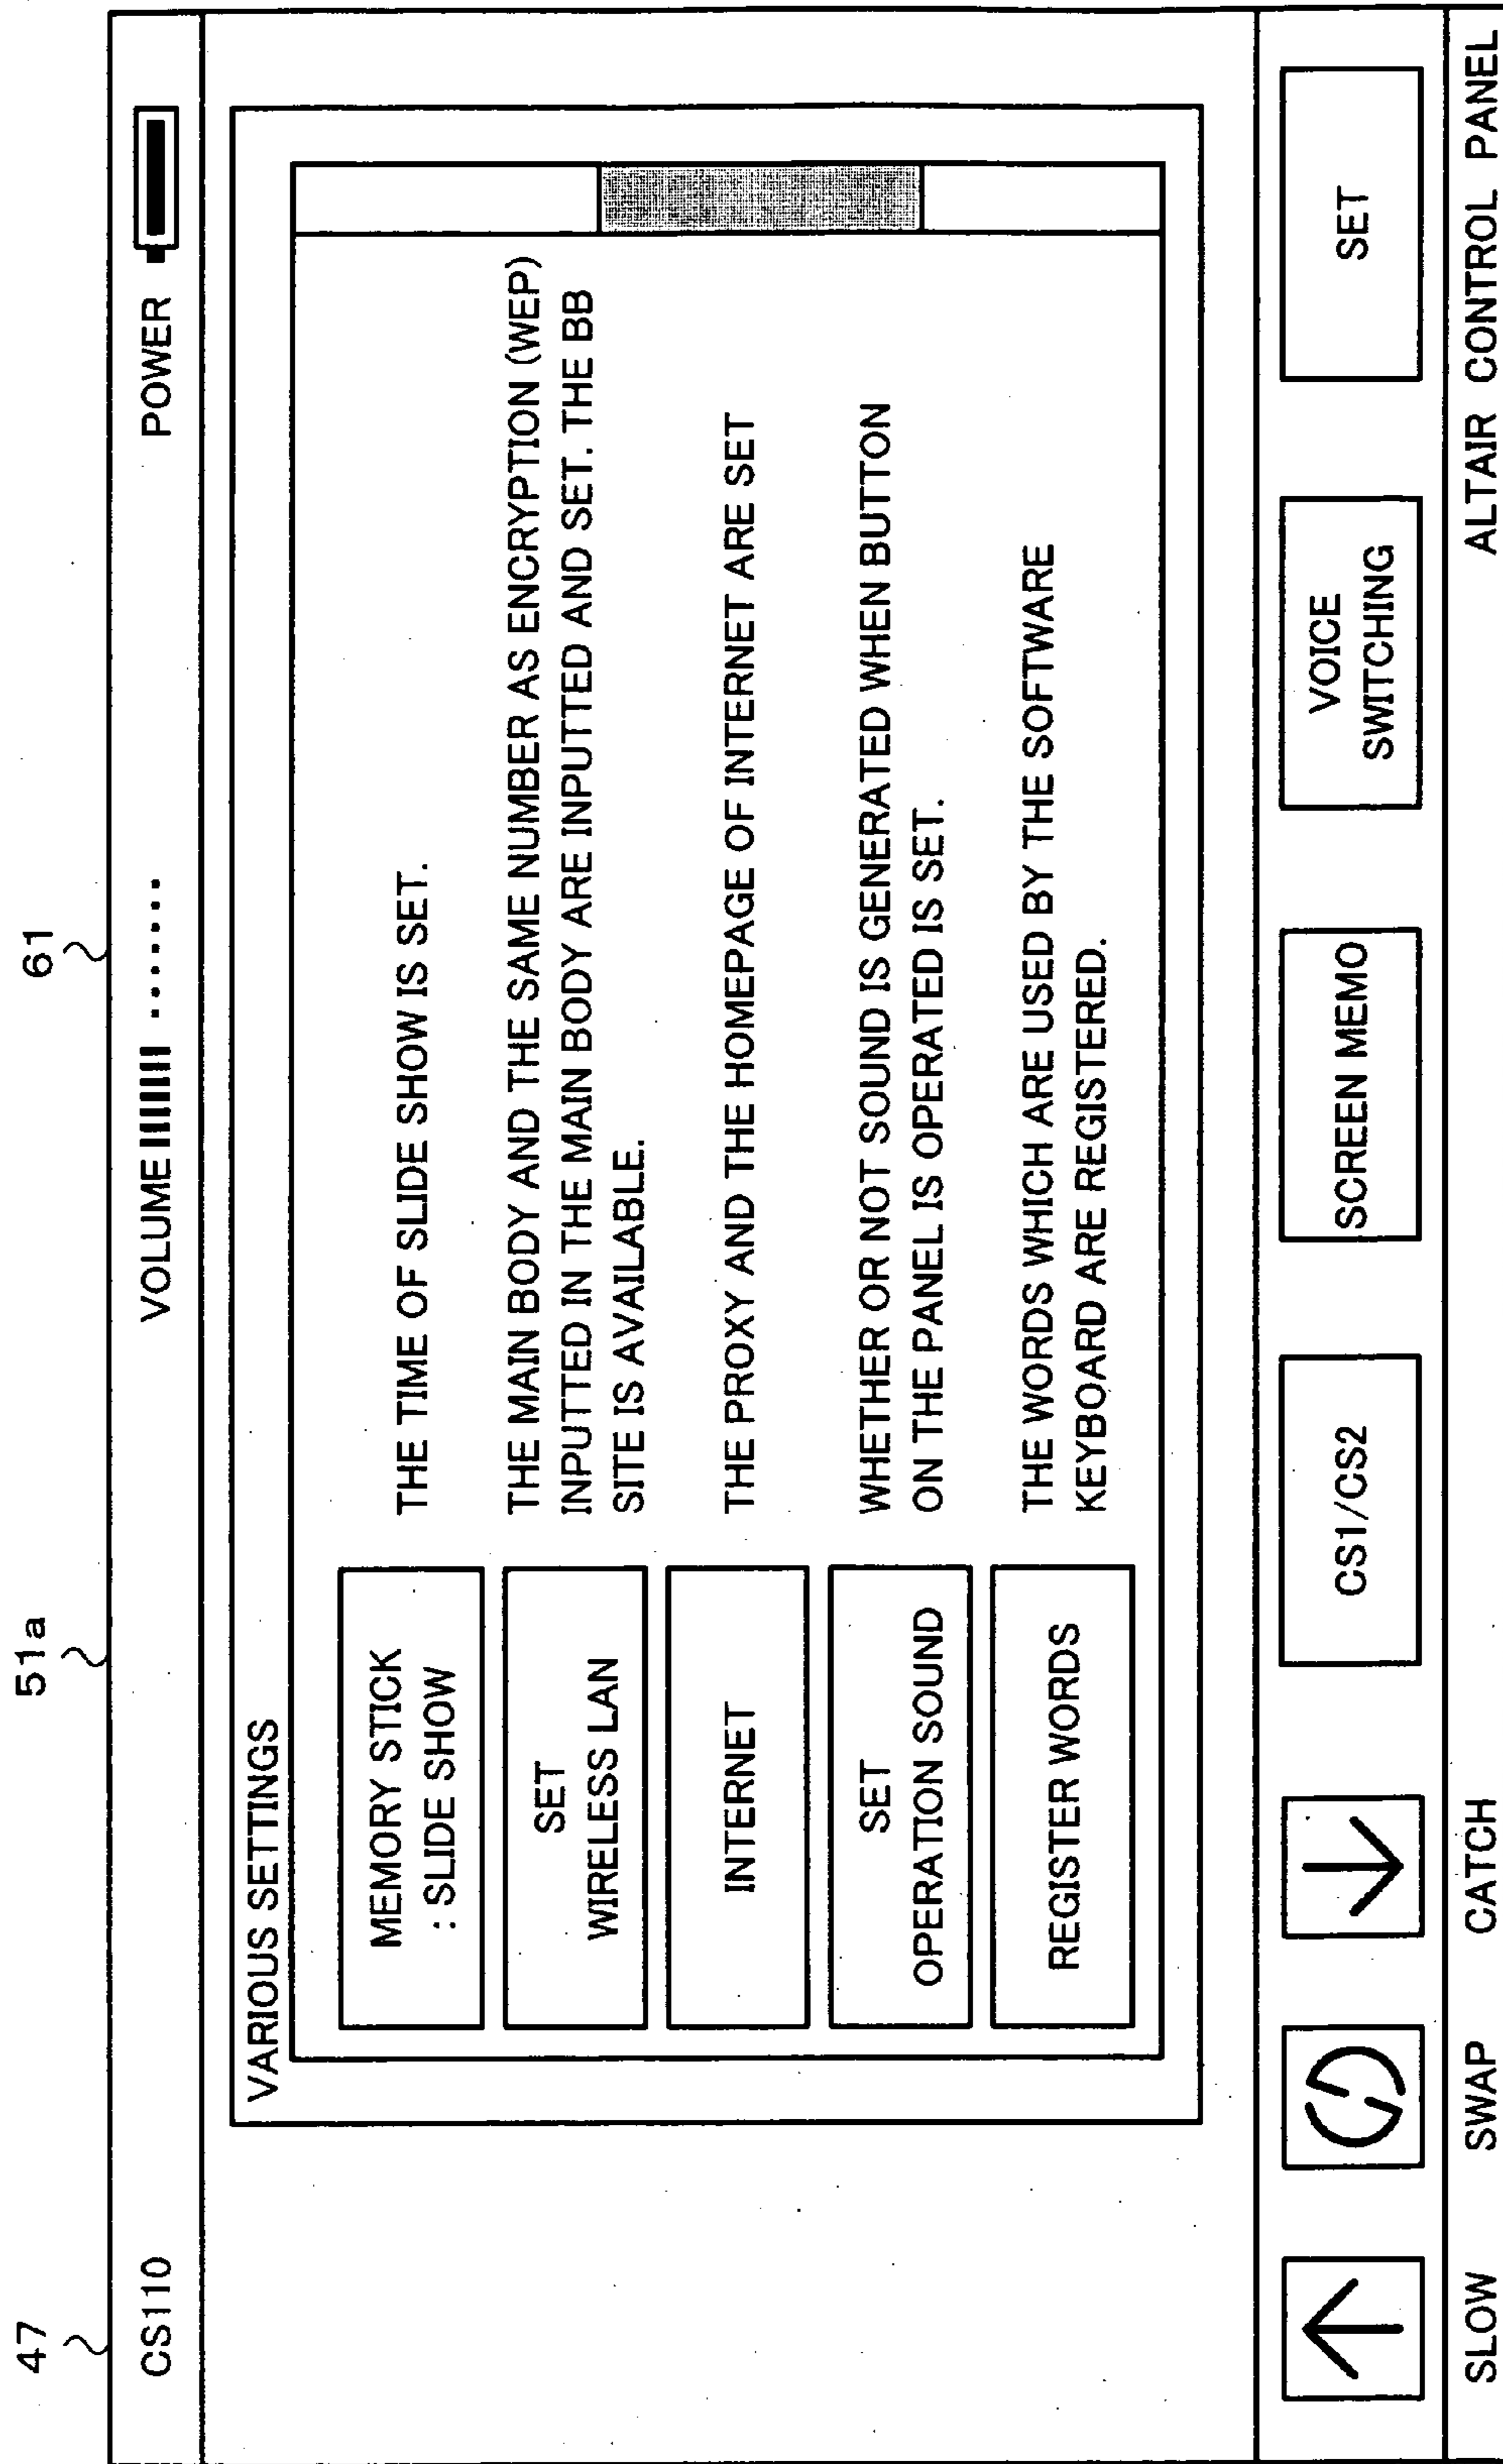 47
51a
61
CS110
VOLUME
POWER
VARIOUS SETTINGS
MEMORY STICK
: SLIDE SHOW
THE TIME OF SLIDE SHOW IS SET.
SET
WIRELESS LAN
THE MAIN BODY AND THE SAME NUMBER AS ENCRYPTION (WEP)
INPUTTED IN THE MAIN BODY ARE INPUTTED AND SET. THE BB
SITE IS AVAILABLE.
INTERNET
THE PROXY AND THE HOMEPAGE OF INTERNET ARE SET
SET
OPERATION SOUND
WHETHER OR NOT SOUND IS GENERATED WHEN BUTTON
ON THE PANEL IS OPERATED IS SET.
REGISTER WORDS
THE WORDS WHICH ARE USED BY THE SOFTWARE
KEYBOARD ARE REGISTERED.
CS1/CS2
SCREEN MEMO
VOICE
SWITCHING
SET
SLOW
SWAP
CATCH
ALTAIR CONTROL PANEL